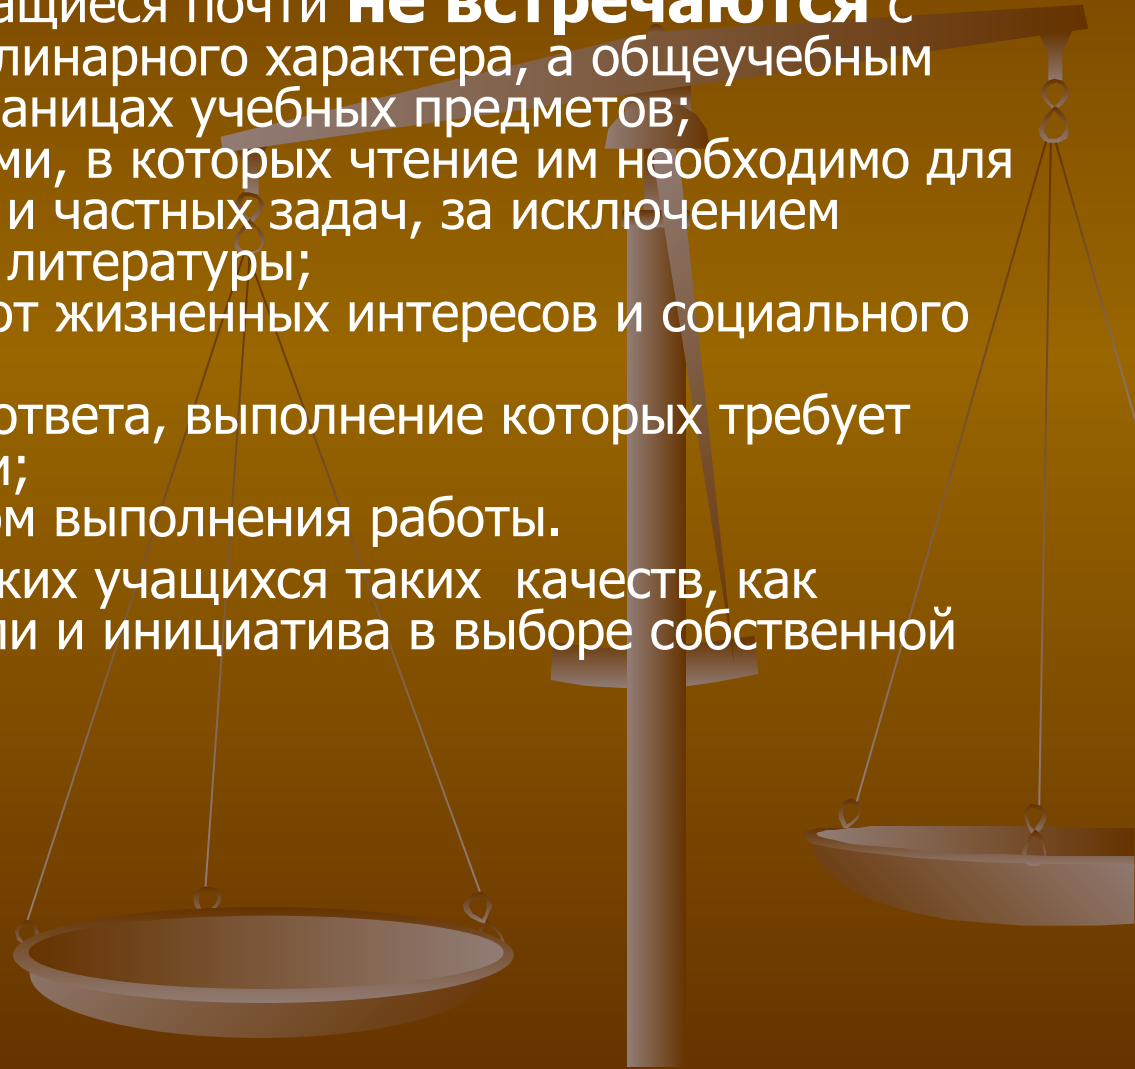 ащиеся почти не встречаются с
линарного характера, а общеучебным
аницах учебных предметов;
ми, в которых чтение им необходимо для
и частных задач, за исключением
литературы;
от жизненных интересов и социального
ответа, выполнение которых требует
и;
ом выполнения работы.
ких учащихся таких качеств, как
ли и инициатива в выборе собственной